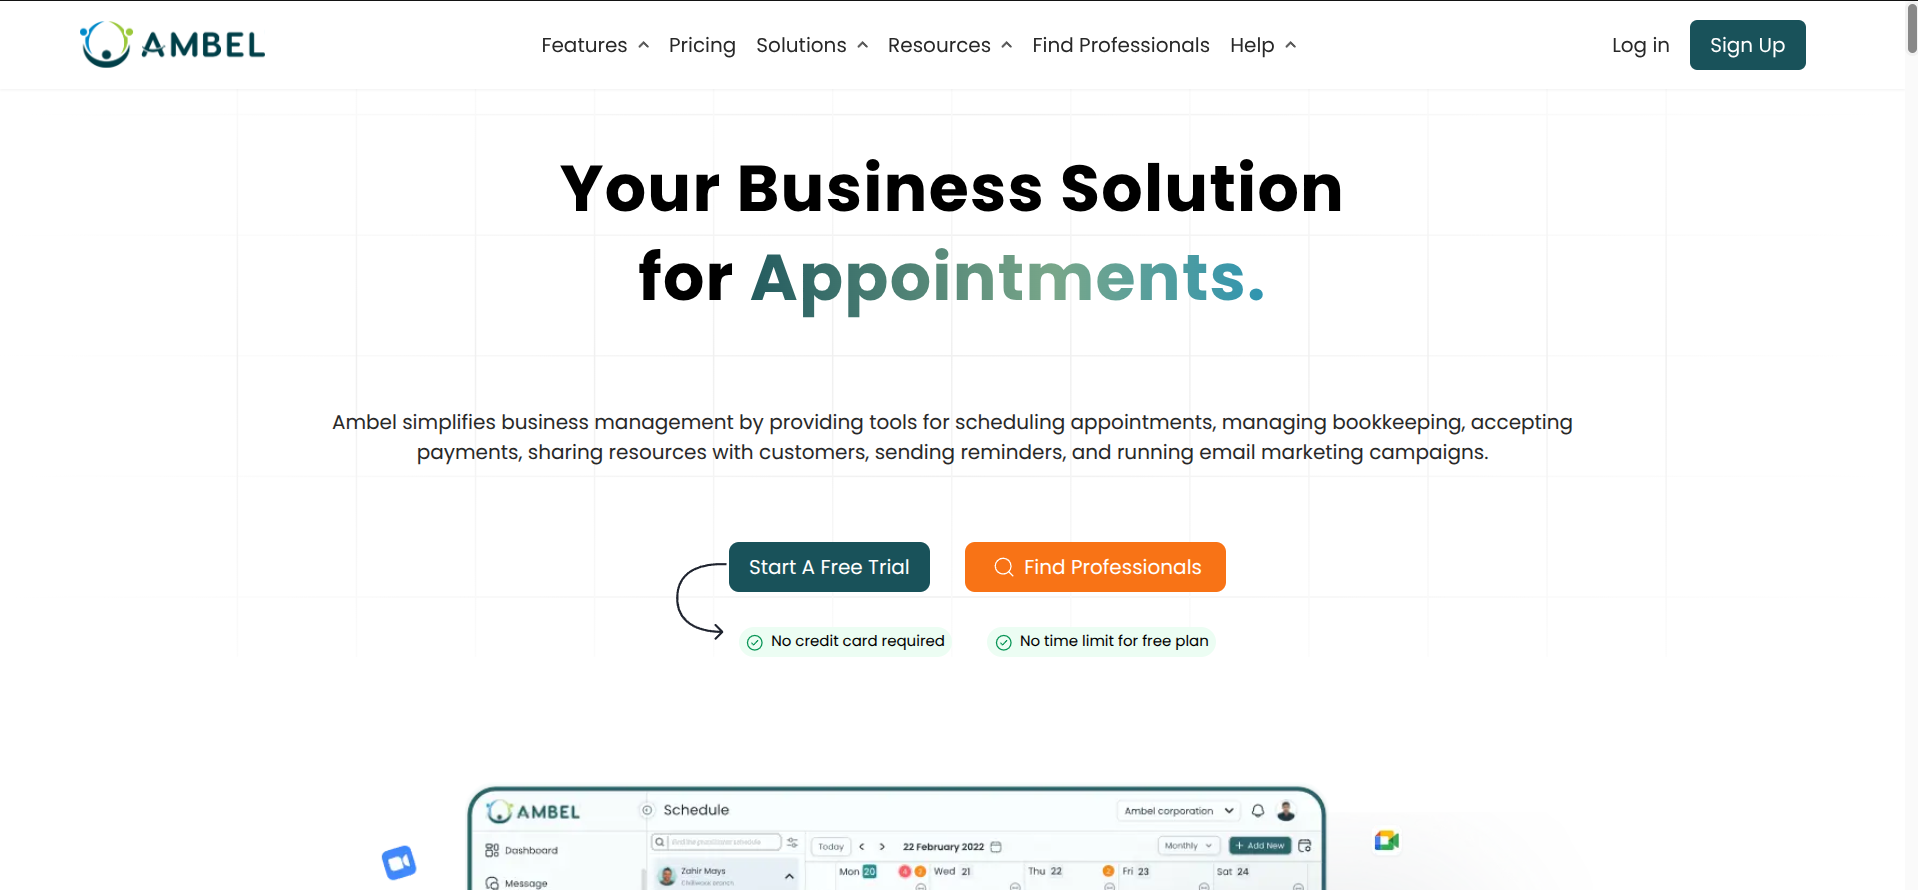 AMBEL
Features
Pricing
Solutions
Resources
Find Professionals
Help
Log in
Sign Up
Your Business Solution
for Appointments.
Ambel simplifies business management by providing tools for scheduling appointments, managing bookkeeping, accepting
payments, sharing resources with customers, sending reminders, and running email marketing campaigns.
Start A Free Trial
Find Professionals
No credit card required
No time limit for free plan
AMBEL
Schedule
Ambel corporation
Dashboard
Today
22 February 2022
Monthly
+ Add New
Zahir Mays
Mon 20
Wed 21
Thu 22
Fri 23
Sat 24
Message